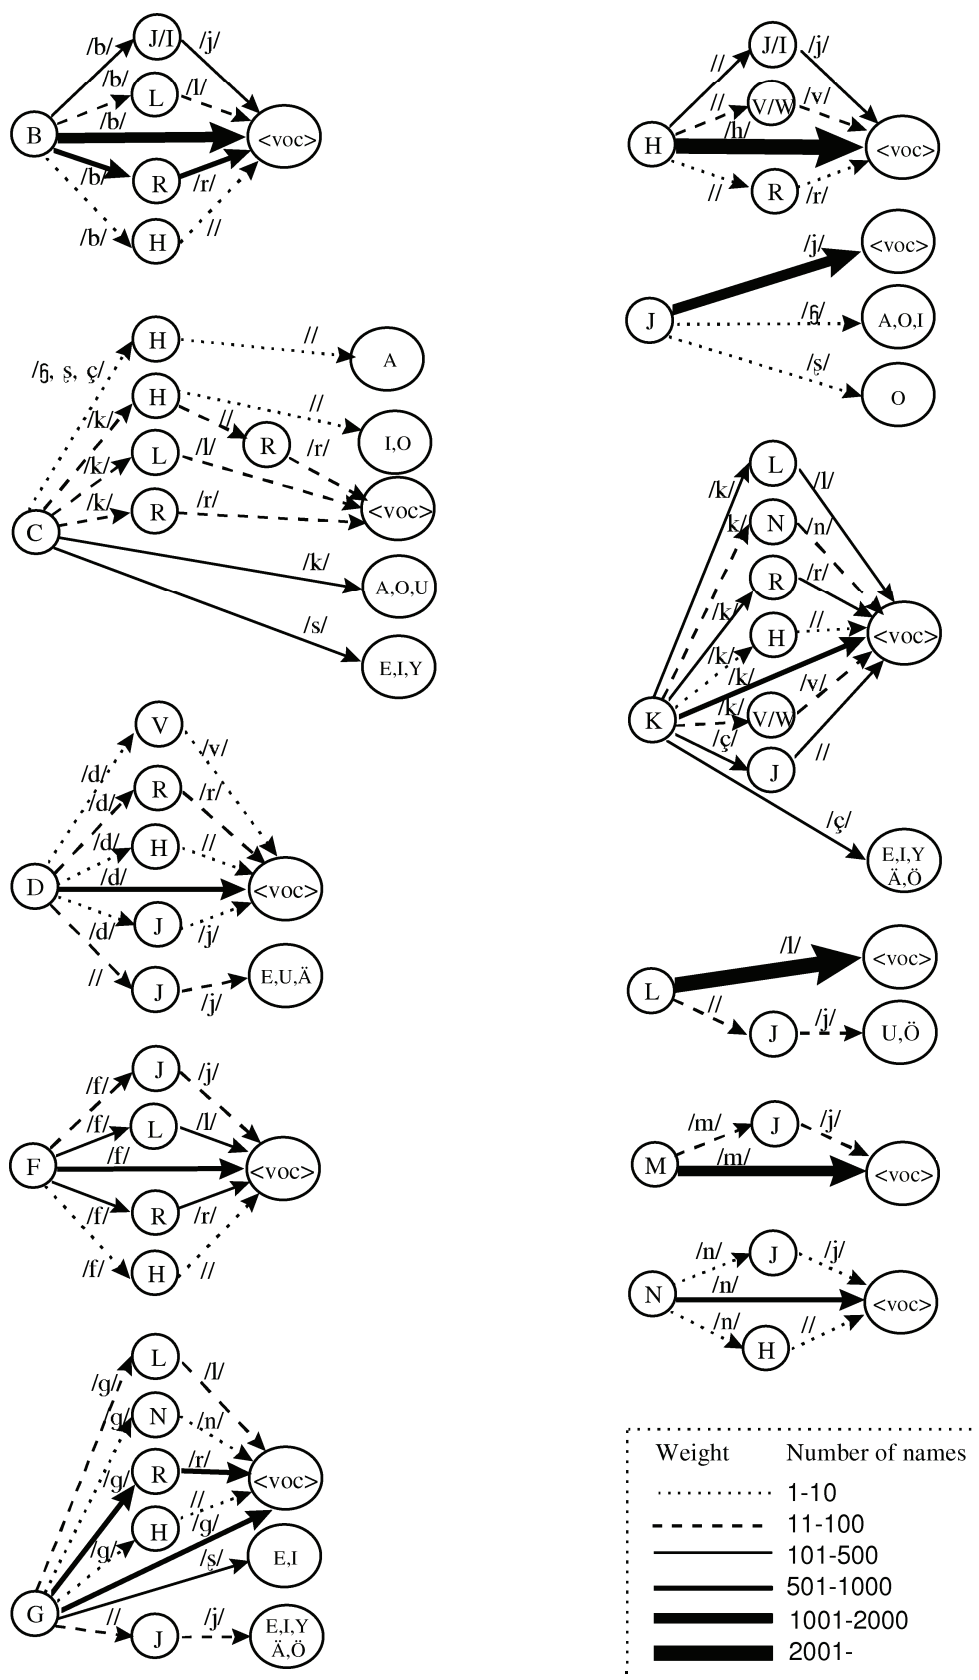 /b/ J/I /j/
/b/ L /l/
B /b/ <voc>
/b/ R /r/
/b/ H //
/ɧ, ş, ç/ H // A
/k/ H // I,O
// R /r/
/k/ L /l/ <voc>
/k/ R /r/
C /k/ A,O,U
/s/ E,I,Y
/d/ V /v/
/d/ R /r/
/d/ H //
D /d/ <voc>
/d/ J /j/
// J /j/ E,U,Ä
/f/ J /j/
/f/ L /l/
F /f/ <voc>
/f/ R /r/
/f/ H //
/g/ L /l/
/g/ N /n/
/g/ R /r/ <voc>
/g/ H //
/g/
G /ş/ E,I
// J /j/ E,I,Y
Ä,Ö
// J/I /j/
// V/W /v/
H /h/ <voc>
// R /r/
/j/ <voc>
J /ɧ/ A,O,I
/ş/ O
/k/ L /l/
/k/ N /n/
/k/ R /r/
/k/ H // <voc>
/k/
K /k/ V/W /v/
/ç/ J //
/ç/ E,I,Y
Ä,Ö
/l/ <voc>
L // J /j/ U,Ö
/m/ J /j/
M /m/ <voc>
/n/ J /j/
N /n/ <voc>
/n/ H //
Weight Number of names
1-10
11-100
101-500
501-1000
1001-2000
2001-